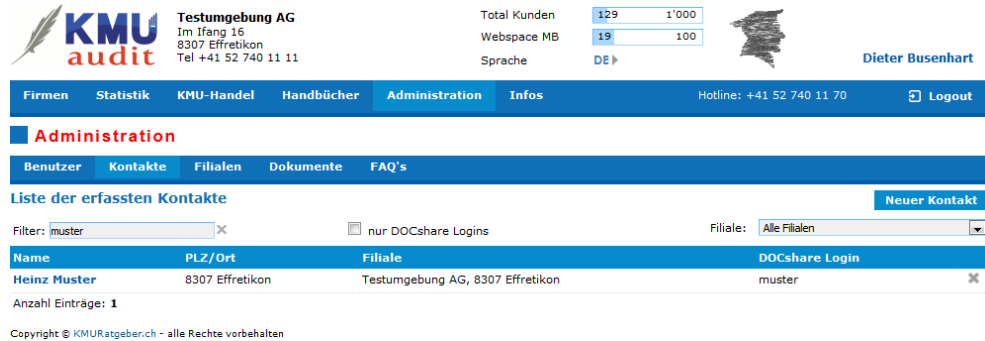 KMU
audit
Testumgebung AG
Im Ifang 16
8307 Effretikon
Tel +41 52 740 11 11
Total Kunden 129 1'000
Webspace MB 19 100
Sprache DE
Dieter Busenhart
Firmen Statistik KMU-Handel Handbücher Administration Infos Hotline: +41 52 740 11 70 Logout
Administration
Benutzer Kontakte Filialen Dokumente FAQ's
Liste der erfassten Kontakte Neuer Kontakt
Filter: muster nur DOCshare Logins Filiale: Alle Filialen
Name PLZ/Ort Filiale DOCshare Login
Heinz Muster 8307 Effretikon Testumgebung AG, 8307 Effretikon muster
Anzahl Einträge: 1
Copyright © KMURatgeber.ch - alle Rechte vorbehalten